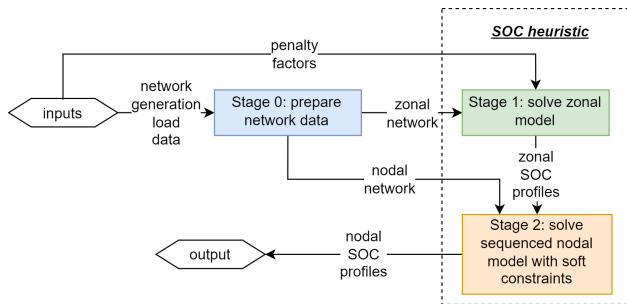 SOC heuristic
penalty
factors
network
generation
load
data
inputs
Stage 0: prepare
network data
zonal
network
Stage 1: solve zonal
model
zonal
SOC
profiles
nodal
network
Stage 2: solve
sequenced nodal
model with soft
constraints
nodal
SOC
profiles
output